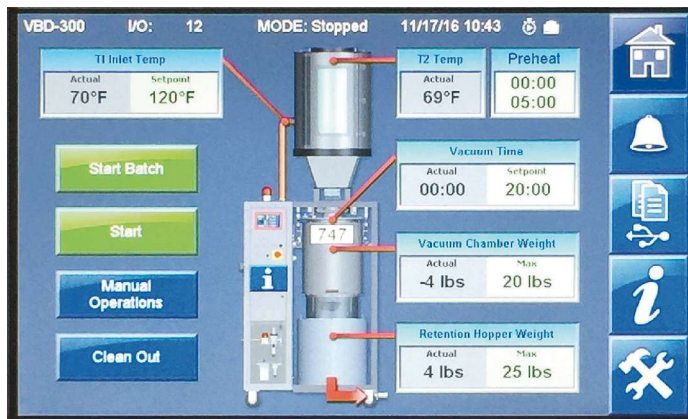 VBD-300 I/O: 12 MODE: Stopped 11/17/16 10:43
T1 Inlet Temp
Actual Setpoint
70°F 120°F
T2 Temp
Actual
69°F
Preheat
00:00
05:00
Start Batch
Start
Manual
Operations
Clean Out
Vacuum Time
Actual Setpoint
00:00 20:00
747
Vacuum Chamber Weight
Actual Max
-4 lbs 20 lbs
Retention Hopper Weight
Actual Max
4 lbs 25 lbs
i
i